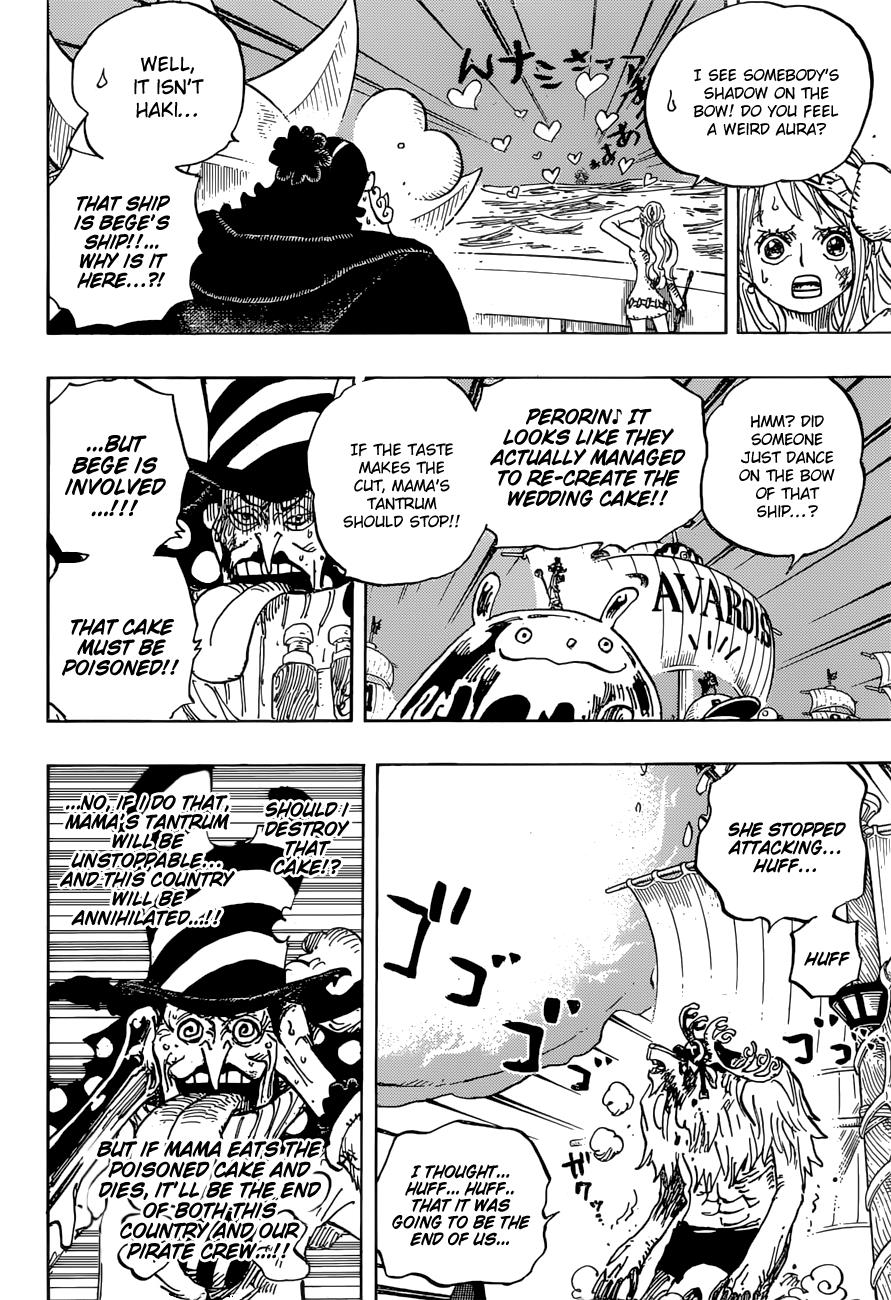 I SEE SOMEBODY'S
SHADOW ON THE
BOW! DO YOU FEEL
A WEIRD AURA?
WELL,
IT ISN'T
HAKI...
THAT SHIP
IS BEGE'S
SHIP!!...
WHY IS IT
HERE...?!
HMM? DID
SOMEONE
JUST DANCE
ON THE BOW
OF THAT
SHIP...?
PERORIN♪ IT
LOOKS LIKE THEY
ACTUALLY MANAGED
TO RE-CREATE THE
WEDDING CAKE!!
IF THE TASTE
MAKES THE
CUT, MAMA'S
TANTRUM
SHOULD STOP!!
AVAROIS
...BUT
BEGE IS
INVOLVED
...!!!
THAT CAKE
MUST BE
POISONED!!
SHE STOPPED
ATTACKING...
HUFF...
HUFF
ゴゴ
ゴゴ
ガクッ
I THOUGHT...
HUFF... HUFF..
THAT IT WAS
GOING TO BE THE
END OF US...
SHOULD I
DESTROY
THAT
CAKE!?
...NO, IF I DO THAT,
MAMA'S TANTRUM
WILL BE
UNSTOPPABLE...
AND THIS COUNTRY
WILL BE
ANNIHILATED...!!
BUT IF MAMA EATS THE
POISONED CAKE AND
DIES, IT'LL BE THE END
OF BOTH THIS
COUNTRY AND OUR
PIRATE CREW...!!